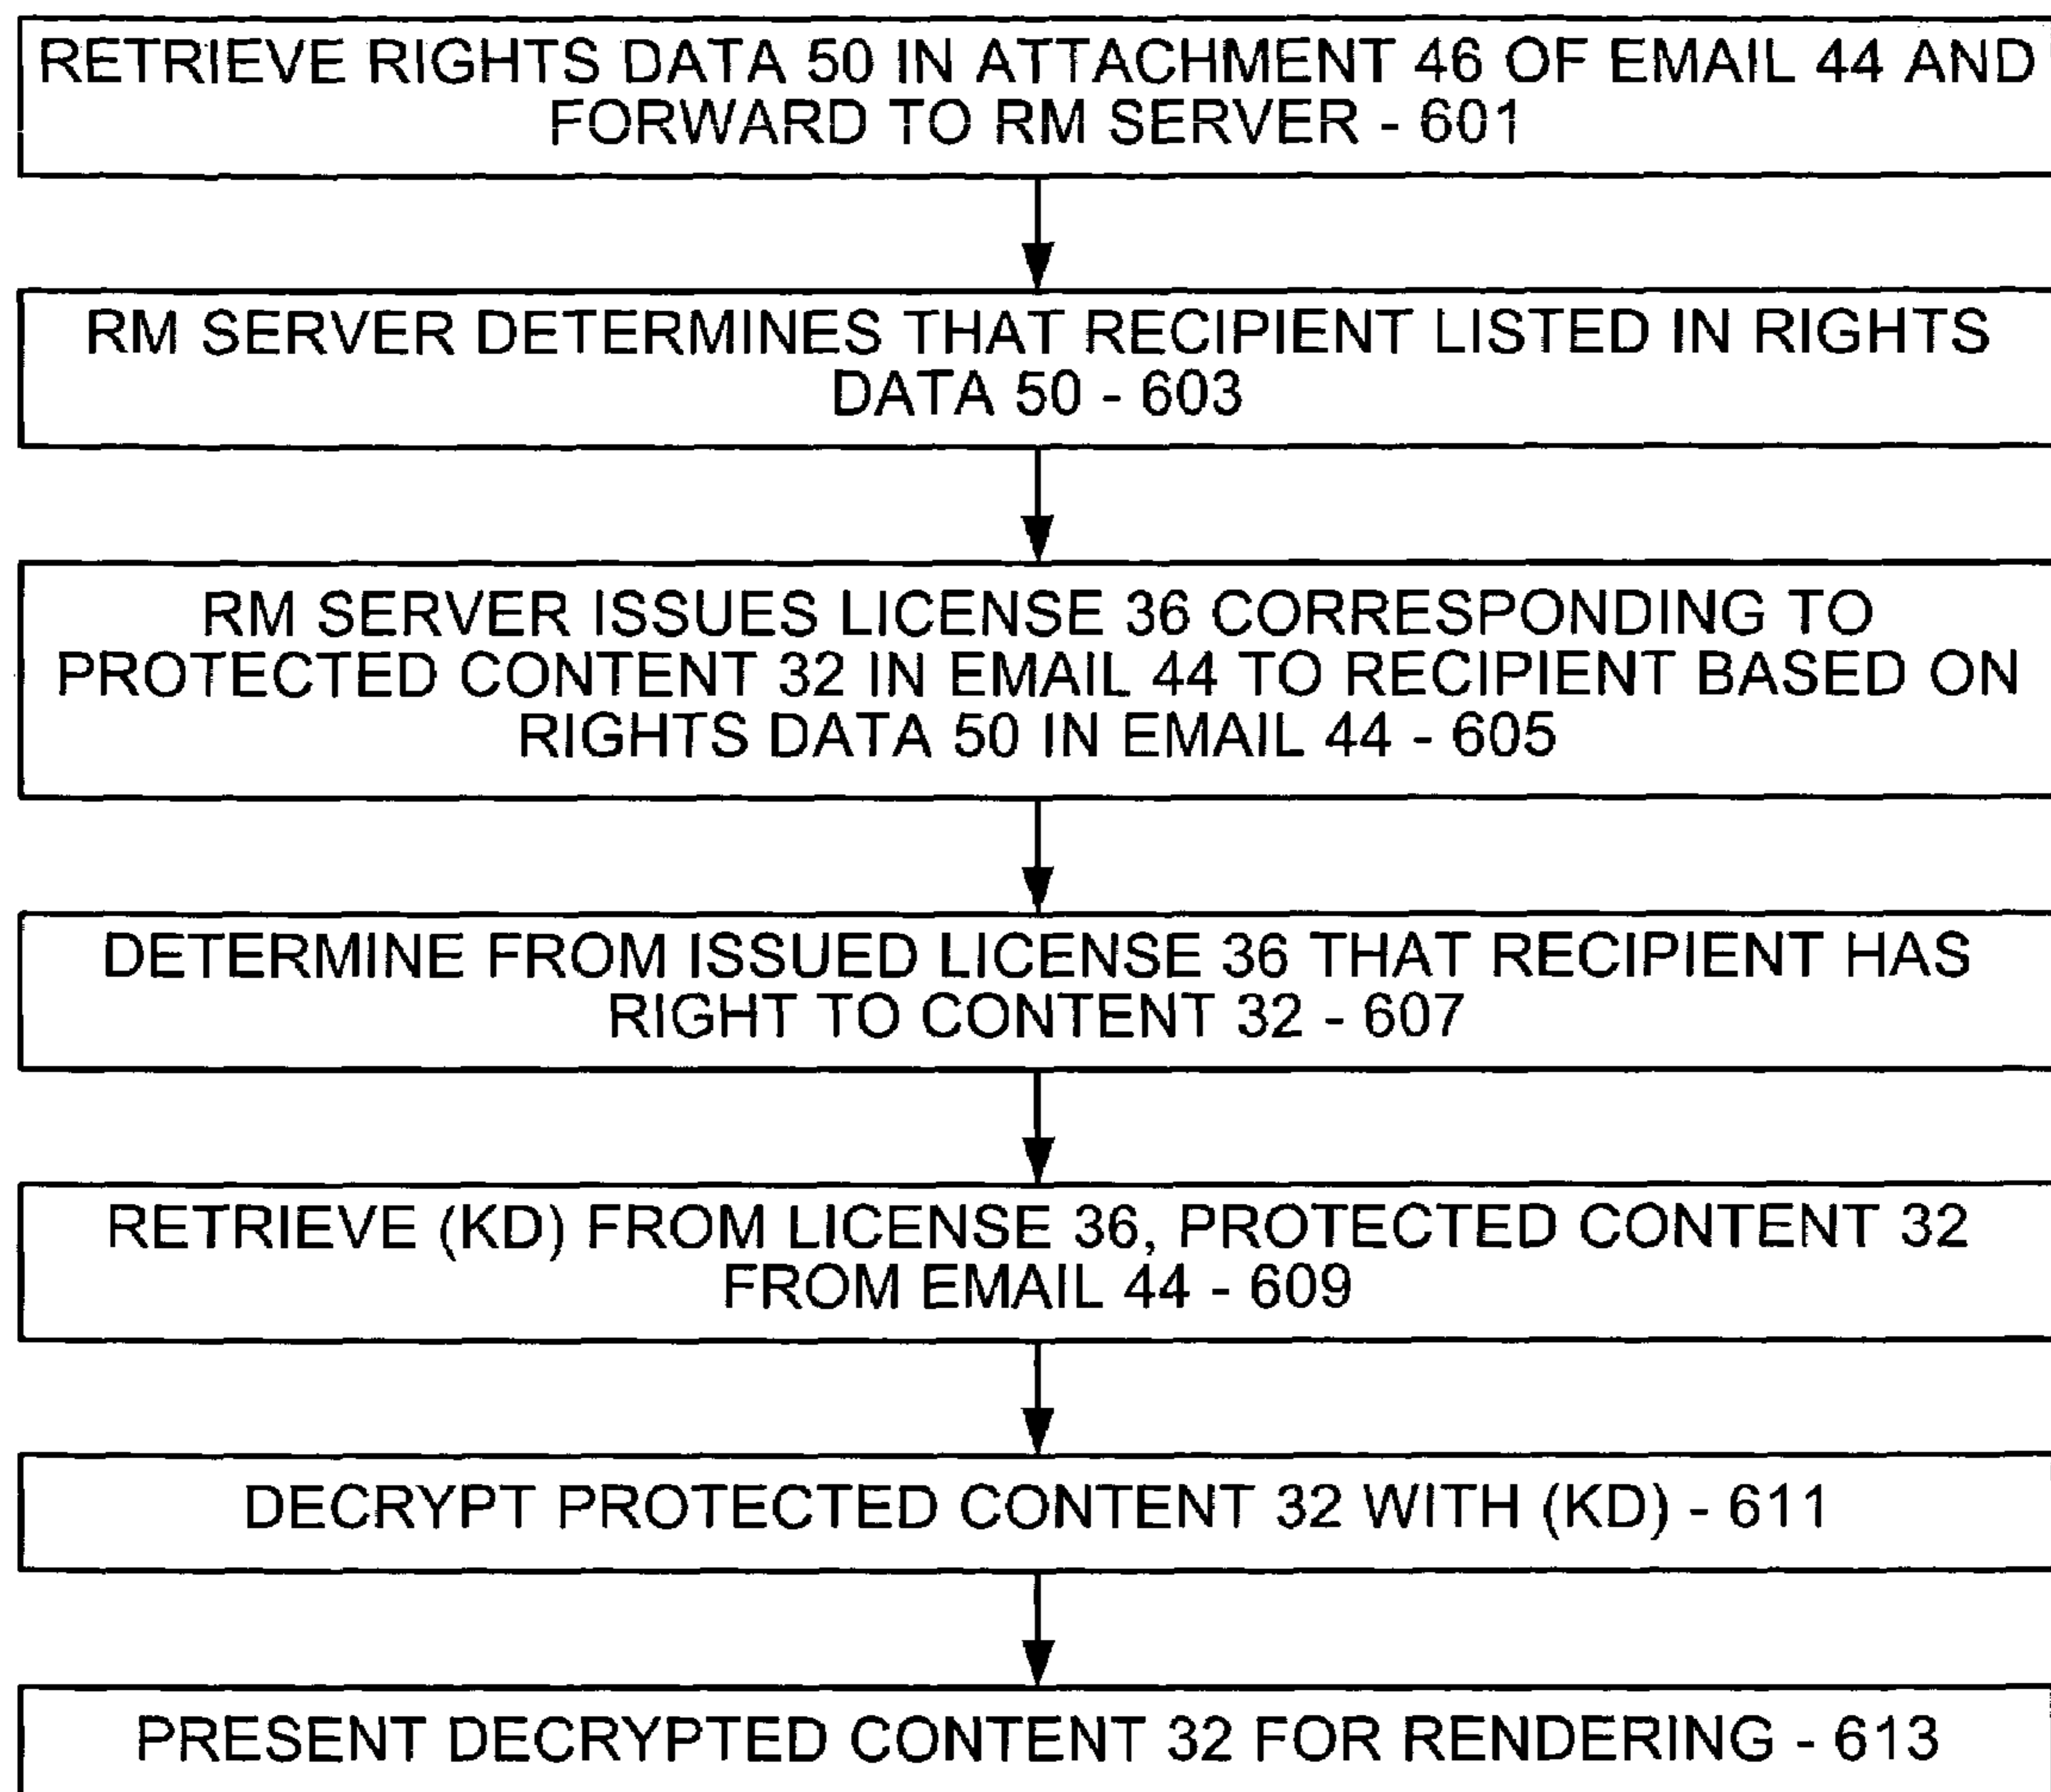 RETRIEVE RIGHTS DATA 50 IN ATTACHMENT 46 OF EMAIL 44 AND
FORWARD TO RM SERVER - 601
RM SERVER DETERMINES THAT RECIPIENT LISTED IN RIGHTS
DATA 50 - 603
RM SERVER ISSUES LICENSE 36 CORRESPONDING TO
PROTECTED CONTENT 32 IN EMAIL 44 TO RECIPIENT BASED ON
RIGHTS DATA 50 IN EMAIL 44 - 605
DETERMINE FROM ISSUED LICENSE 36 THAT RECIPIENT HAS
RIGHT TO CONTENT 32 - 607
RETRIEVE (KD) FROM LICENSE 36, PROTECTED CONTENT 32
FROM EMAIL 44 - 609
DECRYPT PROTECTED CONTENT 32 WITH (KD) - 611
PRESENT DECRYPTED CONTENT 32 FOR RENDERING - 613